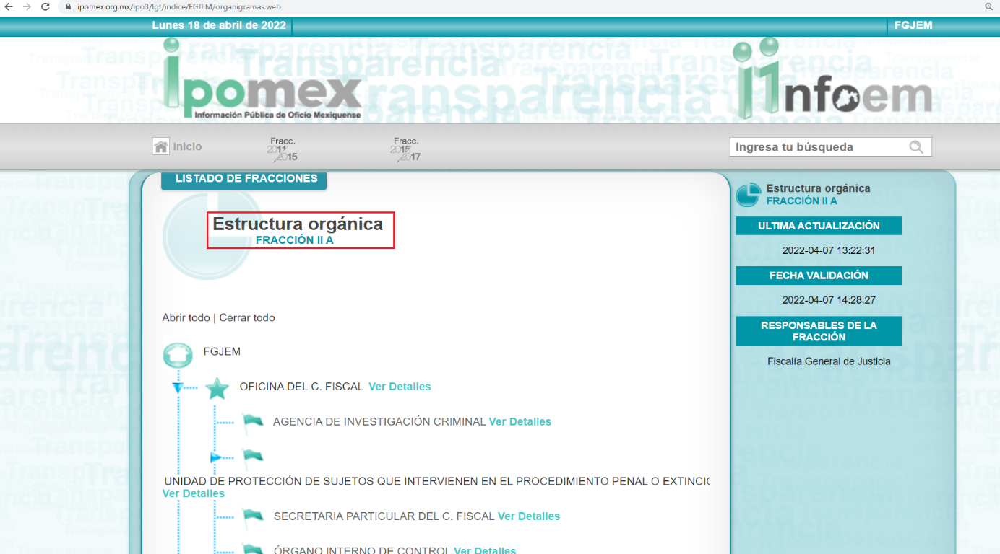 ipomex.org.mx/ipo3/lgt/indice/FGJEM/organigramas.web
Lunes 18 de abril de 2022
FGJEM
Transparencia
ipomex
Información Pública de Oficio Mexiquense
infoem
Inicio
Fracc.
2011/2015
Fracc.
2015/2017
Ingresa tu búsqueda
LISTADO DE FRACCIONES
Estructura orgánica
FRACCIÓN II A
Abrir todo | Cerrar todo
FGJEM
OFICINA DEL C. FISCAL Ver Detalles
AGENCIA DE INVESTIGACIÓN CRIMINAL Ver Detalles
UNIDAD DE PROTECCIÓN DE SUJETOS QUE INTERVIENEN EN EL PROCEDIMIENTO PENAL O
Ver Detalles
SECRETARIA PARTICULAR DEL C. FISCAL Ver Detalles
ÓRGANO INTERNO DE CONTROL Ver Detalles
Estructura orgánica
FRACCIÓN II A
ULTIMA ACTUALIZACIÓN
2022-04-07 13:22:31
FECHA VALIDACIÓN
2022-04-07 14:28:27
RESPONSABLES DE LA
FRACCIÓN
Fiscalía General de Justicia